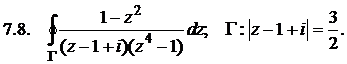 7.8. ∮_Γ (1-z²)/((z-1+i)(z⁴-1)) dz; Γ: |z-1+i| = 3/2.